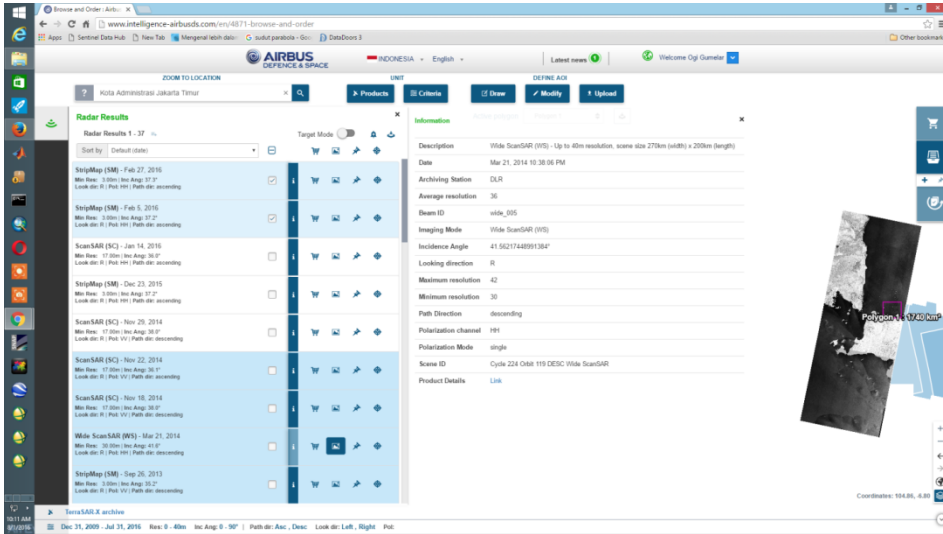 Browse and Order : Airbus
www.intelligence-airbusds.com/en/4871-browse-and-order
Apps Sentinel Data Hub New Tab Mengenal lebih dalam G sudut parabola - Goo DataDoors 3 Other bookmarks
AIRBUS
DEFENCE & SPACE
INDONESIA English Latest news Welcome Ogi Gumelar
ZOOM TO LOCATION UNIT DEFINE AOI
? Kota Administrasi Jakarta Timur × Products Criteria Draw Modify Upload
Radar Results
Radar Results 1 - 37 Target Mode
Sort by Default (date)
StripMap (SM) - Feb 27, 2016
Min Res: 3.00m | Inc Ang: 37.3°
Look dir: R | Pol: HH | Path dir: ascending
StripMap (SM) - Feb 5, 2016
Min Res: 3.00m | Inc Ang: 37.2°
Look dir: R | Pol: HH | Path dir: ascending
ScanSAR (SC) - Jan 14, 2016
Min Res: 17.00m | Inc Ang: 36.0°
Look dir: R | Pol: HH | Path dir: ascending
StripMap (SM) - Dec 23, 2015
Min Res: 3.00m | Inc Ang: 37.2°
Look dir: R | Pol: HH | Path dir: ascending
ScanSAR (SC) - Nov 29, 2014
Min Res: 17.00m | Inc Ang: 38.0°
Look dir: R | Pol: VV | Path dir: descending
ScanSAR (SC) - Nov 22, 2014
Min Res: 17.00m | Inc Ang: 36.1°
Look dir: R | Pol: VV | Path dir: ascending
ScanSAR (SC) - Nov 18, 2014
Min Res: 17.00m | Inc Ang: 38.0°
Look dir: R | Pol: VV | Path dir: descending
Wide ScanSAR (WS) - Mar 21, 2014
Min Res: 30.00m | Inc Ang: 41.6°
Look dir: R | Pol: HH | Path dir: descending
StripMap (SM) - Sep 26, 2013
Min Res: 3.00m | Inc Ang: 35.2°
Look dir: R | Pol: VV | Path dir: descending
Information
Description Wide ScanSAR (WS) - Up to 40m resolution, scene size 270km (width) x 200km (length)
Date Mar 21, 2014 10:38:06 PM
Archiving Station DLR
Average resolution 36
Beam ID wide_005
Imaging Mode Wide ScanSAR (WS)
Incidence Angle 41.56217448991384°
Looking direction R
Maximum resolution 42
Minimum resolution 30
Path Direction descending
Polarization channel HH
Polarization Mode single
Scene ID Cycle 224 Orbit 119 DESC Wide ScanSAR
Product Details Link
Polygon 1 : 1740 km²
Coordinates: 104.86, -6.80
TerraSAR-X archive
Dec 31, 2009 - Jul 31, 2016 Res: 0 - 40m Inc Ang: 0 - 90° | Path dir: Asc , Desc Look dir: Left , Right Pol:
10:11 AM